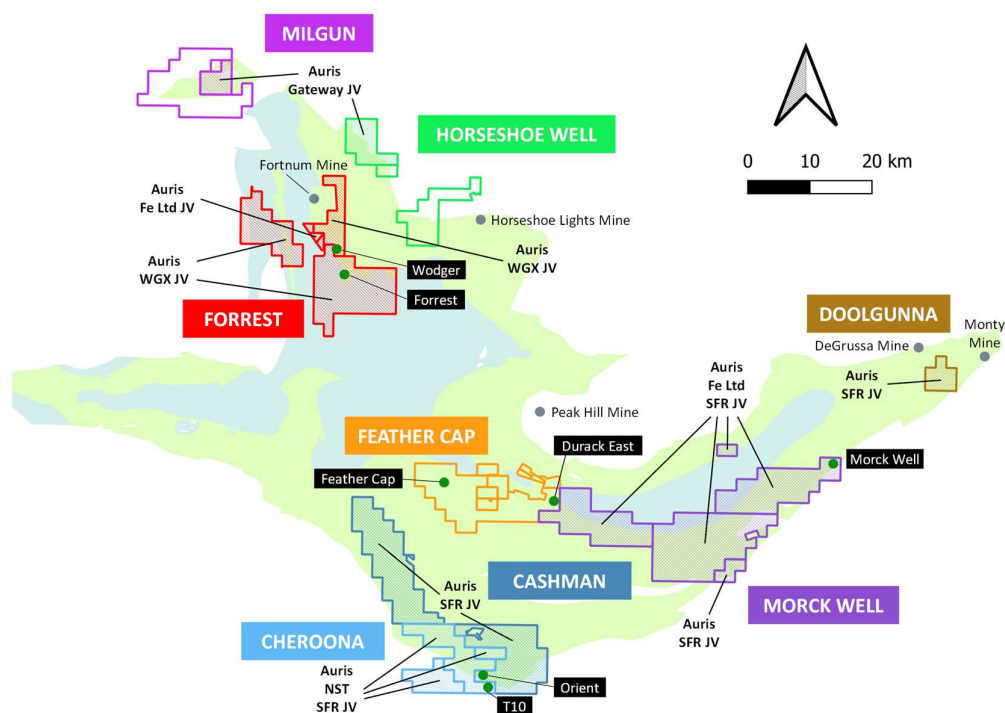 MILGUN
Auris
Gateway JV
HORSESHOE WELL
0 10 20 km
Fortnum Mine
Auris
Fe Ltd JV
Horseshoe Lights Mine
Auris
WGX JV
Auris
WGX JV
Wodger
Forrest
FORREST
DOOLGUNNA
Monty
Mine
DeGrussa Mine
Auris
Fe Ltd
SFR JV
Auris
SFR JV
Peak Hill Mine
FEATHER CAP
Durack East
Feather Cap
Morck Well
CASHMAN
Auris
SFR JV
MORCK WELL
Auris
SFR JV
CHEROONA
Auris
NST
SFR JV
Orient
T10